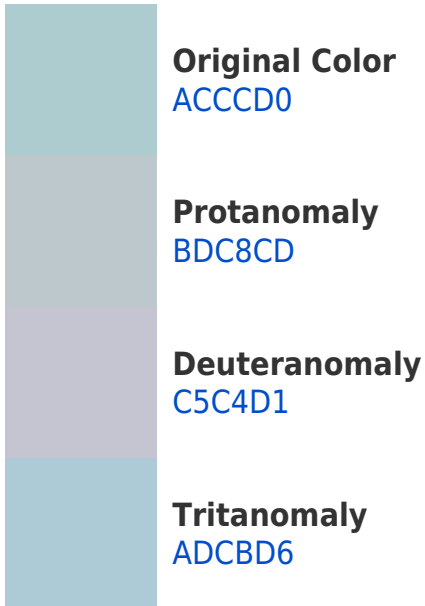 Original Color
ACCCD0
Protanomaly
BDC8CD
Deuteranomaly
C5C4D1
Tritanomaly
ADCBD6